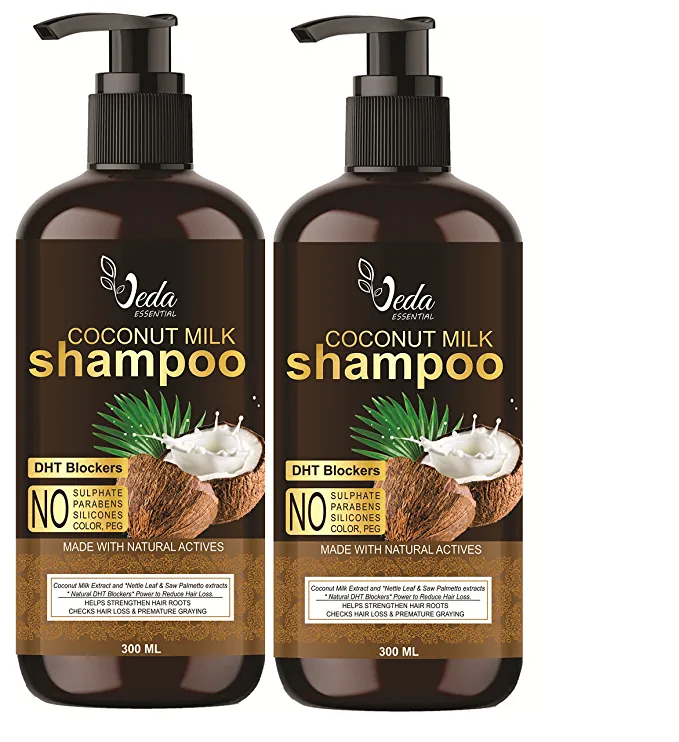 Veda
ESSENTIAL
COCONUT MILK
shampoo
DHT Blockers
NO
SULPHATE
PARABENS
SILICONES
COLOR, PEG
MADE WITH NATURAL ACTIVES
Coconut Milk Extract and "Nettle Leaf & Saw Palmetto extracts
* Natural DHT Blockers" Power to Reduce Hair Loss.
HELPS STRENGTHEN HAIR ROOTS
CHECKS HAIR LOSS & PREMATURE GRAYING
300 ML
Veda
ESSENTIAL
COCONUT MILK
shampoo
DHT Blockers
NO
SULPHATE
PARABENS
SILICONES
COLOR, PEG
MADE WITH NATURAL ACTIVES
Coconut Milk Extract and "Nettle Leaf & Saw Palmetto extracts
* Natural DHT Blockers" Power to Reduce Hair Loss.
HELPS STRENGTHEN HAIR ROOTS
CHECKS HAIR LOSS & PREMATURE GRAYING
300 ML